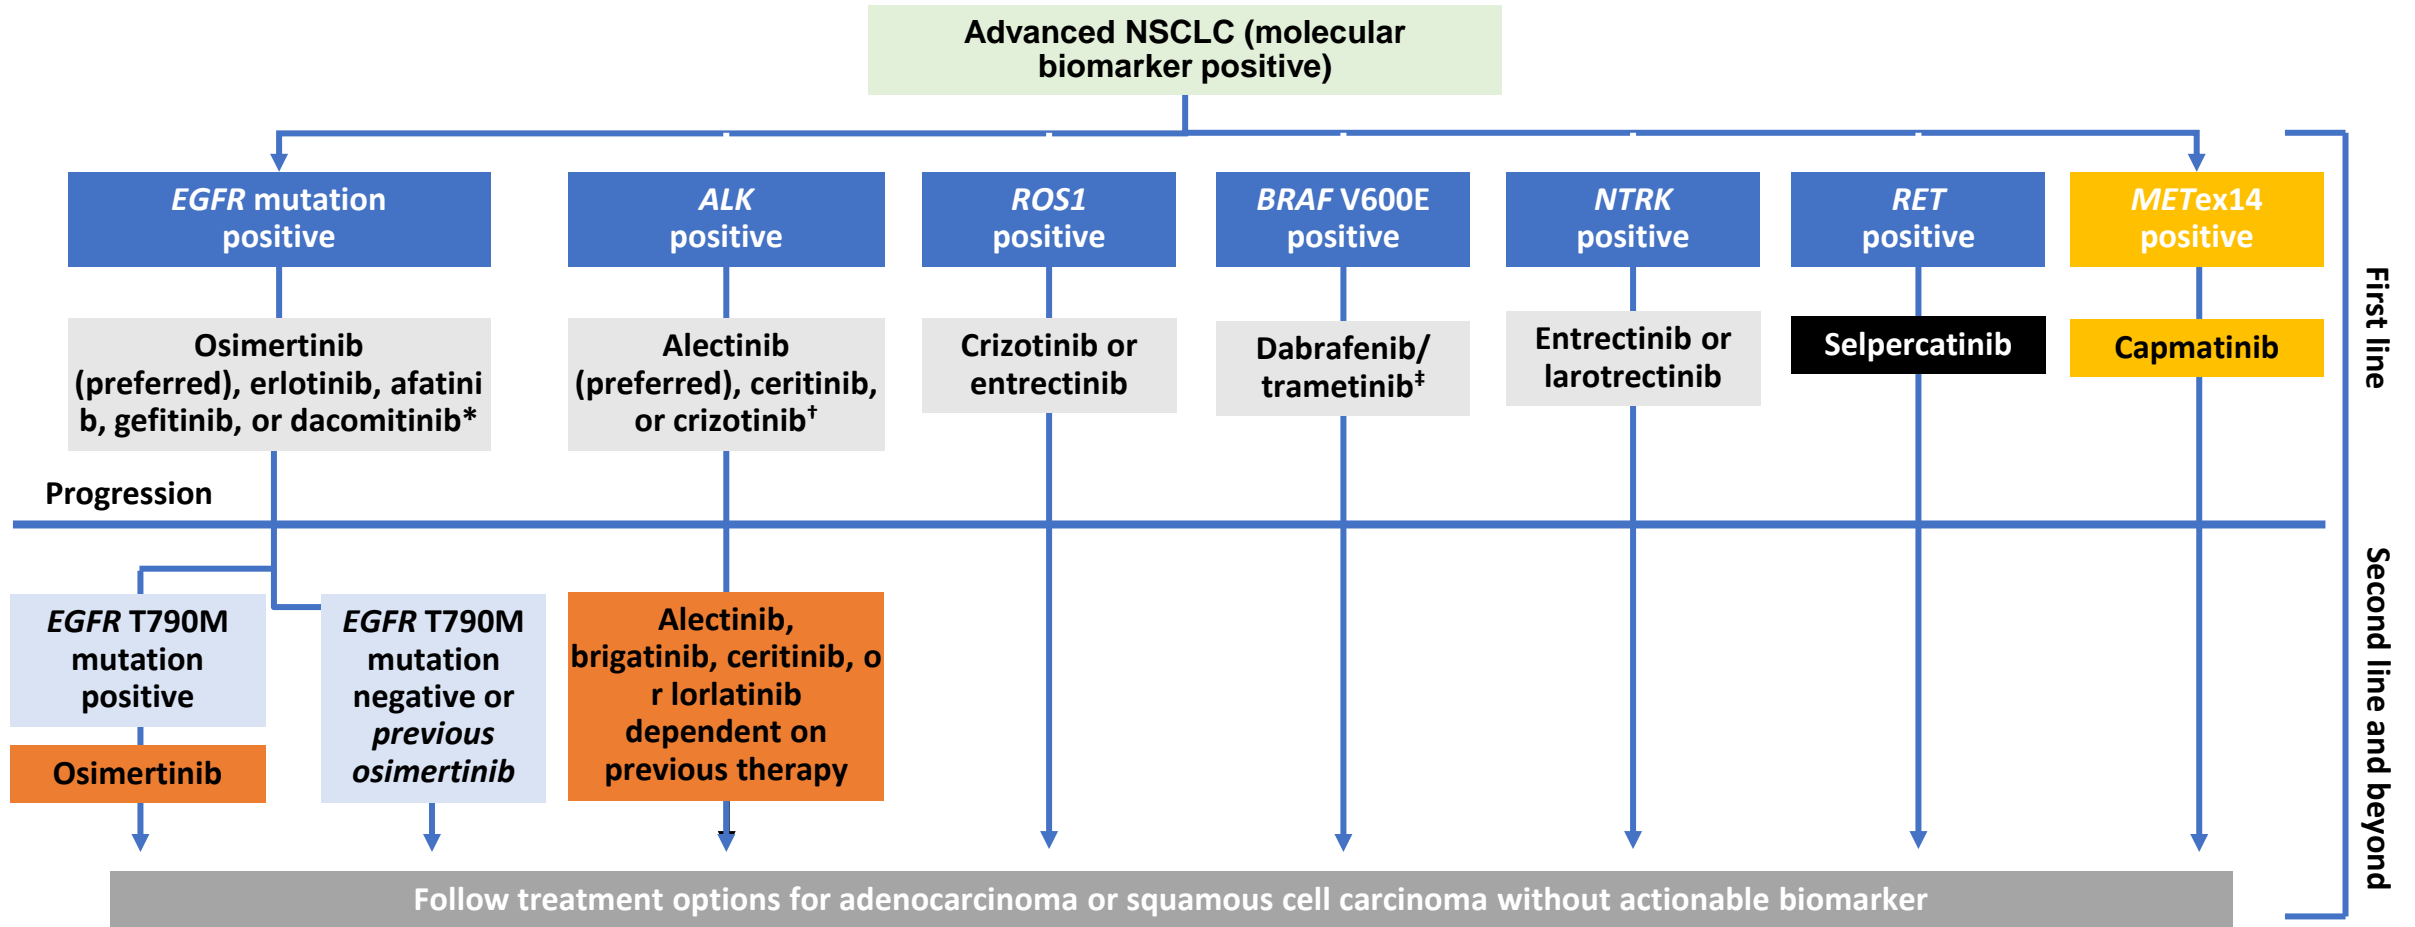 Advanced NSCLC (molecular
biomarker positive)
EGFR mutation
positive
ALK
positive
ROS1
positive
BRAF V600E
positive
NTRK
positive
RET
positive
METex14
positive
Osimertinib
(preferred), erlotinib, afatini
b, gefitinib, or dacomitinib*
Alectinib
(preferred), ceritinib,
or crizotinib†
Crizotinib or
entrectinib
Dabrafenib/
trametinib‡
Entrectinib or
larotrectinib
Selpercatinib
Capmatinib
First line
Progression
EGFR T790M
mutation
positive
Osimertinib
EGFR T790M
mutation
negative or
previous
osimertinib
Alectinib,
brigatinib, ceritinib, o
r lorlatinib
dependent on
previous therapy
Second line and beyond
Follow treatment options for adenocarcinoma or squamous cell carcinoma without actionable biomarker